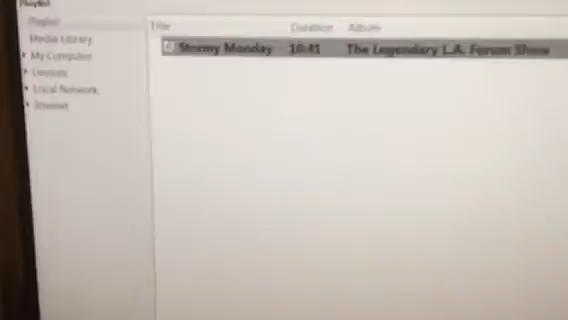 Playlist
Playlist
Media Library
My Computer
Devices
Local Network
Internet
Title Duration Album
Stormy Monday 10:41 The Legendary L.A. Forum Show